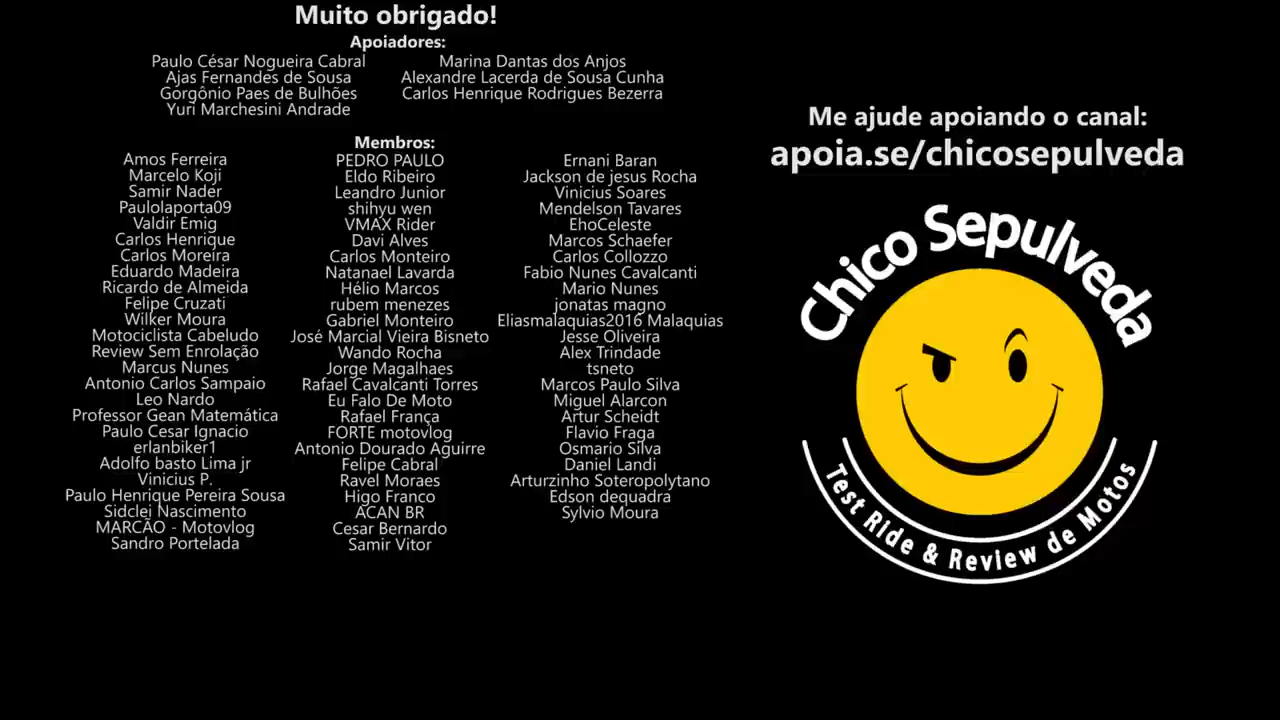 Muito obrigado!
Apoiadores:
Paulo César Nogueira Cabral
Ajas Fernandes de Sousa
Gorgônio Paes de Bulhões
Yuri Marchesini Andrade
Marina Dantas dos Anjos
Alexandre Lacerda de Sousa Cunha
Carlos Henrique Rodrigues Bezerra
Membros:
Amos Ferreira
Marcelo Koji
Samir Nader
Paulolaporta09
Valdir Emig
Carlos Henrique
Carlos Moreira
Eduardo Madeira
Ricardo de Almeida
Felipe Cruzati
Wilker Moura
Motociclista Cabeludo
Review Sem Enrolação
Marcus Nunes
Antonio Carlos Sampaio
Leo Nardo
Professor Gean Matemática
Paulo Cesar Ignacio
erlanbiker1
Adolfo basto Lima jr
Vinicius P.
Paulo Henrique Pereira Sousa
Sidclei Nascimento
MARCÃO - Motovlog
Sandro Portelada
PEDRO PAULO
Eldo Ribeiro
Leandro Junior
shihyu wen
VMAX Rider
Davi Alves
Carlos Monteiro
Natanael Lavarda
Hélio Marcos
rubem menezes
Gabriel Monteiro
José Marcial Vieira Bisneto
Wando Rocha
Jorge Magalhaes
Rafael Cavalcanti Torres
Eu Falo De Moto
Rafael França
FORTE motovlog
Antonio Dourado Aguirre
Felipe Cabral
Ravel Moraes
Higo Franco
ACAN BR
Cesar Bernardo
Samir Vitor
Ernani Baran
Jackson de jesus Rocha
Vinicius Soares
Mendelson Tavares
EhoCeleste
Marcos Schaefer
Carlos Collozzo
Fabio Nunes Cavalcanti
Mario Nunes
jonatas magno
Eliasmalaquias2016 Malaquias
Jesse Oliveira
Alex Trindade
tsneto
Marcos Paulo Silva
Miguel Alarcon
Artur Scheidt
Flavio Fraga
Osmario Silva
Daniel Landi
Arturzinho Soteropolytano
Edson dequadra
Sylvio Moura
Me ajude apoiando o canal:
apoia.se/chicosepulveda
Chico Sepulveda
Test Ride & Review de Motos